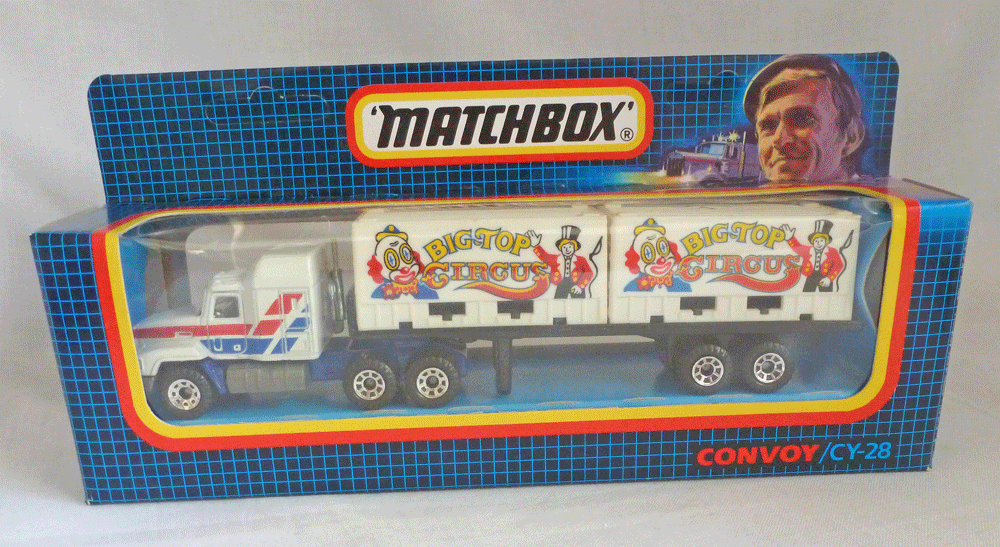 'MATCHBOX'®
BIG TOP
CIRCUS
BIG TOP
CIRCUS
CONVOY/CY-28